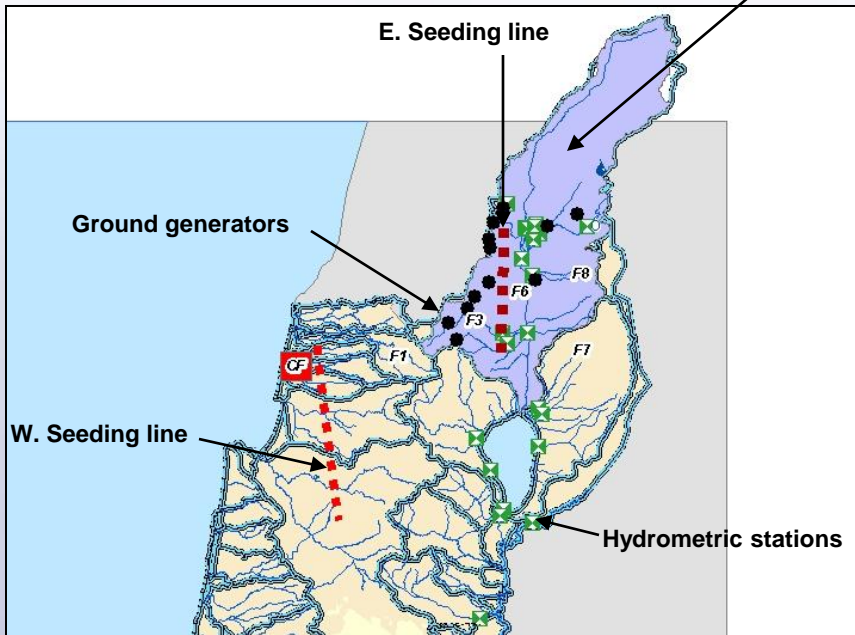 E. Seeding line
Ground generators
F8
F6
F3
F1
F7
CF
W. Seeding line
Hydrometric stations